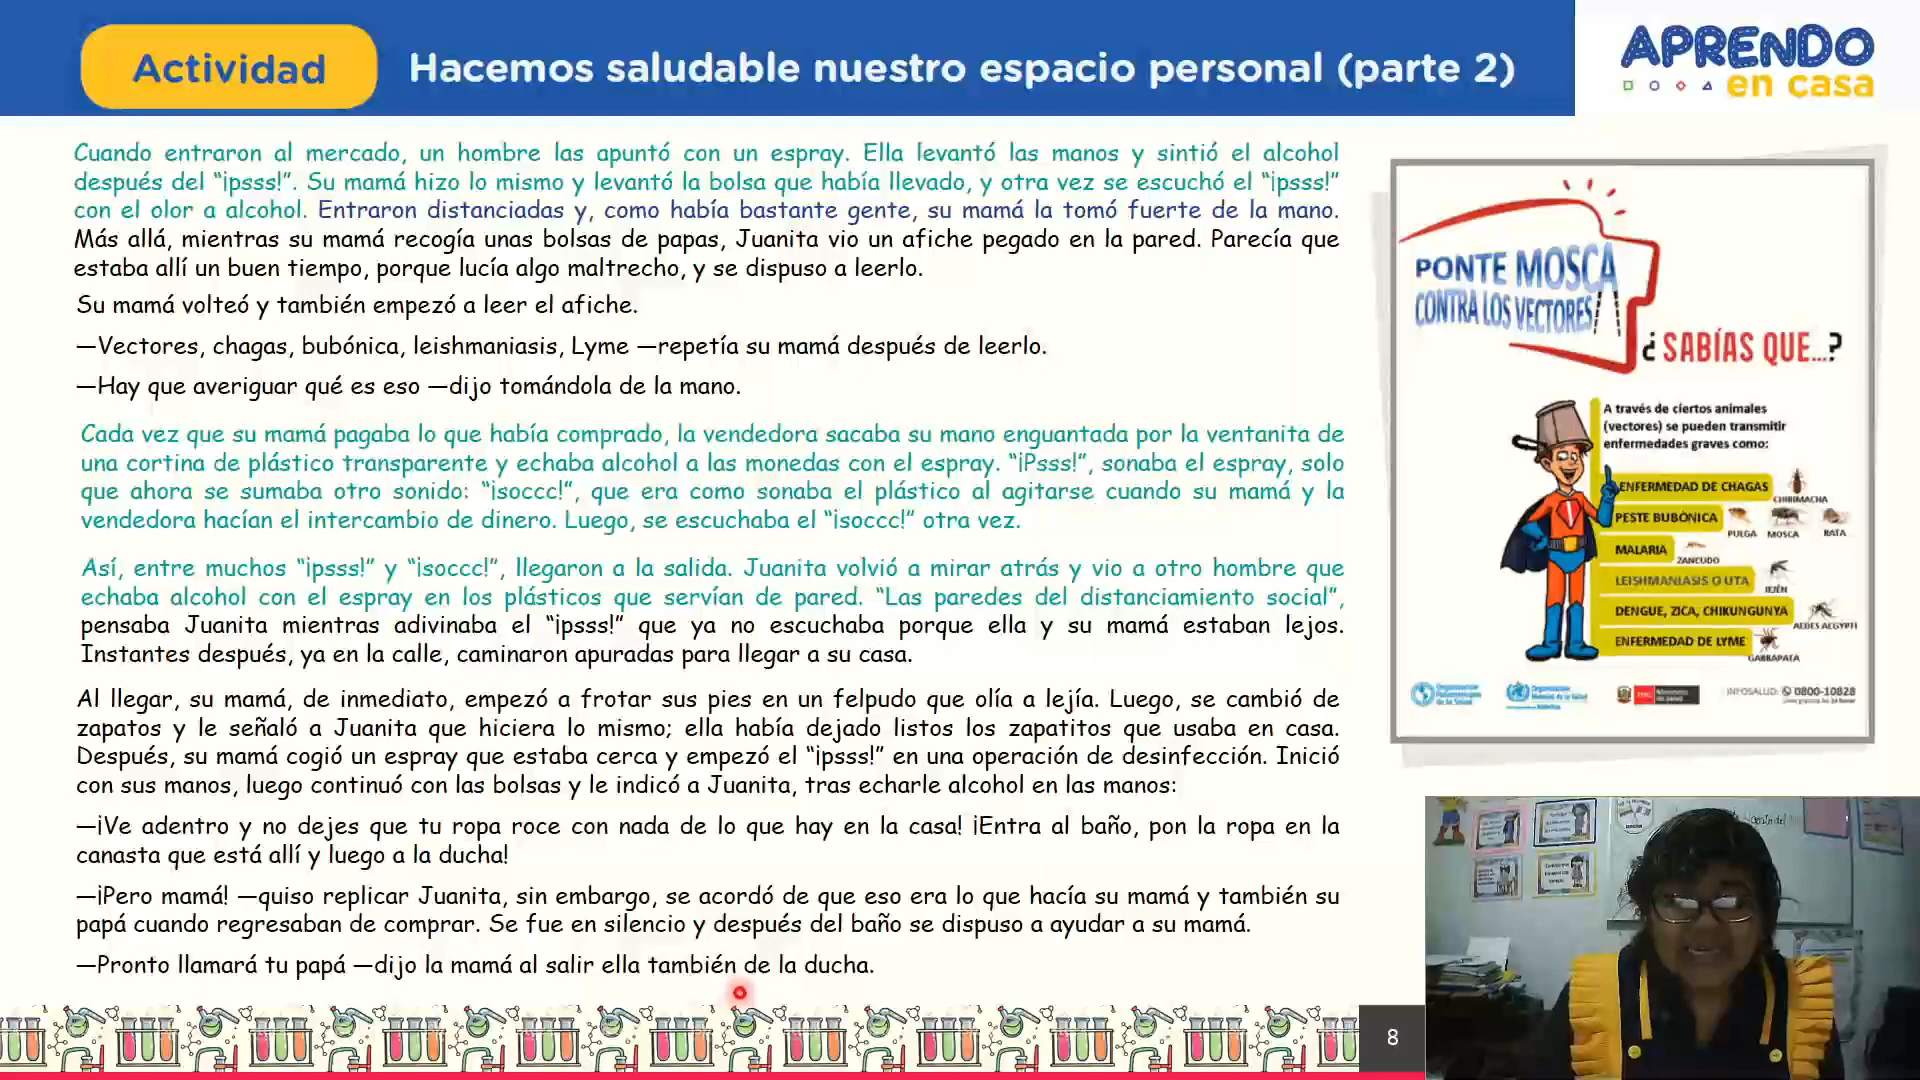 Actividad
Hacemos saludable nuestro espacio personal (parte 2)
APRENDO
en casa
Cuando entraron al mercado, un hombre las apuntó con un espray. Ella levantó las manos y sintió el alcohol
después del “¡psss!”. Su mamá hizo lo mismo y levantó la bolsa que había llevado, y otra vez se escuchó el “¡psss!”
con el olor a alcohol. Entraron distanciadas y, como había bastante gente, su mamá la tomó fuerte de la mano.
Más allá, mientras su mamá recogía unas bolsas de papas, Juanita vio un afiche pegado en la pared. Parecía que
estaba allí un buen tiempo, porque lucía algo maltrecho, y se dispuso a leerlo.
Su mamá volteó y también empezó a leer el afiche.
—Vectores, chagas, bubónica, leishmaniasis, Lyme —repetía su mamá después de leerlo.
—Hay que averiguar qué es eso —dijo tomándola de la mano.
Cada vez que su mamá pagaba lo que había comprado, la vendedora sacaba su mano enguantada por la ventanita de
una cortina de plástico transparente y echaba alcohol a las monedas con el espray. “¡Psss!”, sonaba el espray, solo
que ahora se sumaba otro sonido: “¡soccc!”, que era como sonaba el plástico al agitarse cuando su mamá y la
vendedora hacían el intercambio de dinero. Luego, se escuchaba el “¡soccc!” otra vez.
Así, entre muchos “¡psss!” y “¡soccc!”, llegaron a la salida. Juanita volvió a mirar atrás y vio a otro hombre que
echaba alcohol con el espray en los plásticos que servían de pared. “Las paredes del distanciamiento social”,
pensaba Juanita mientras adivinaba el “¡psss!” que ya no escuchaba porque ella y su mamá estaban lejos.
Instantes después, ya en la calle, caminaron apuradas para llegar a su casa.
Al llegar, su mamá, de inmediato, empezó a frotar sus pies en un felpudo que olía a lejía. Luego, se cambió de
zapatos y le señaló a Juanita que hiciera lo mismo; ella había dejado listos los zapatitos que usaba en casa.
Después, su mamá cogió un espray que estaba cerca y empezó el “¡psss!” en una operación de desinfección. Inició
con sus manos, luego continuó con las bolsas y le indicó a Juanita, tras echarle alcohol en las manos:
—¡Ve adentro y no dejes que tu ropa roce con nada de lo que hay en la casa! ¡Entra al baño, pon la ropa en la
canasta que está allí y luego a la ducha!
—¡Pero mamá! —quiso replicar Juanita, sin embargo, se acordó de que eso era lo que hacía su mamá y también su
papá cuando regresaban de comprar. Se fue en silencio y después del baño se dispuso a ayudar a su mamá.
—Pronto llamará tu papá —dijo la mamá al salir ella también de la ducha.
PONTE MOSCA
CONTRA LOS VECTORES
¿SABÍAS QUE...?
A través de ciertos animales
(vectores) se pueden transmitir
enfermedades graves como:
ENFERMEDAD DE CHAGAS
CHIRIMACHA
PESTE BUBÓNICA
PULGA MOSCA RATA
MALARIA
ZANCUDO
LEISHMANIASIS O UTA
DENGUE, ZICA, CHIKUNGUNYA
AEDES AEGYPTI
ENFERMEDAD DE LYME
GARRAPATA
INFOSALUD: 0800-10828
8